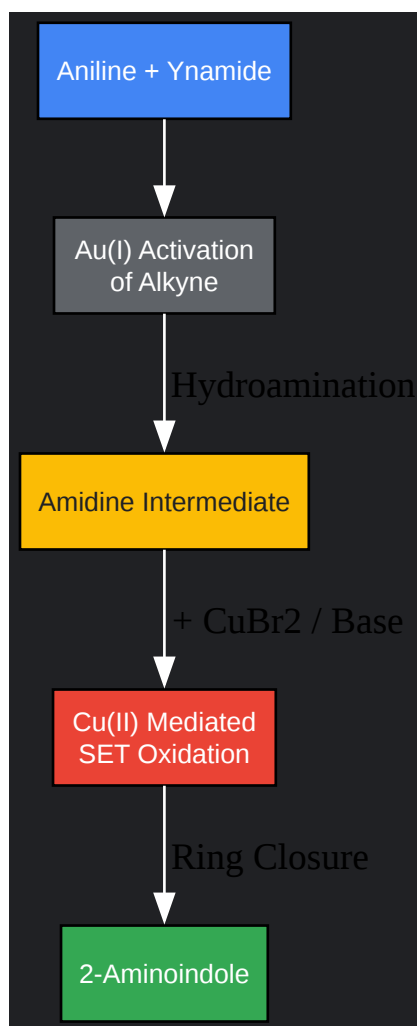 Aniline + Ynamide
Au(I) Activation
of Alkyne
Hydroamination
Amidine Intermediate
+ CuBr2 / Base
Cu(II) Mediated
SET Oxidation
Ring Closure
2-Aminoindole